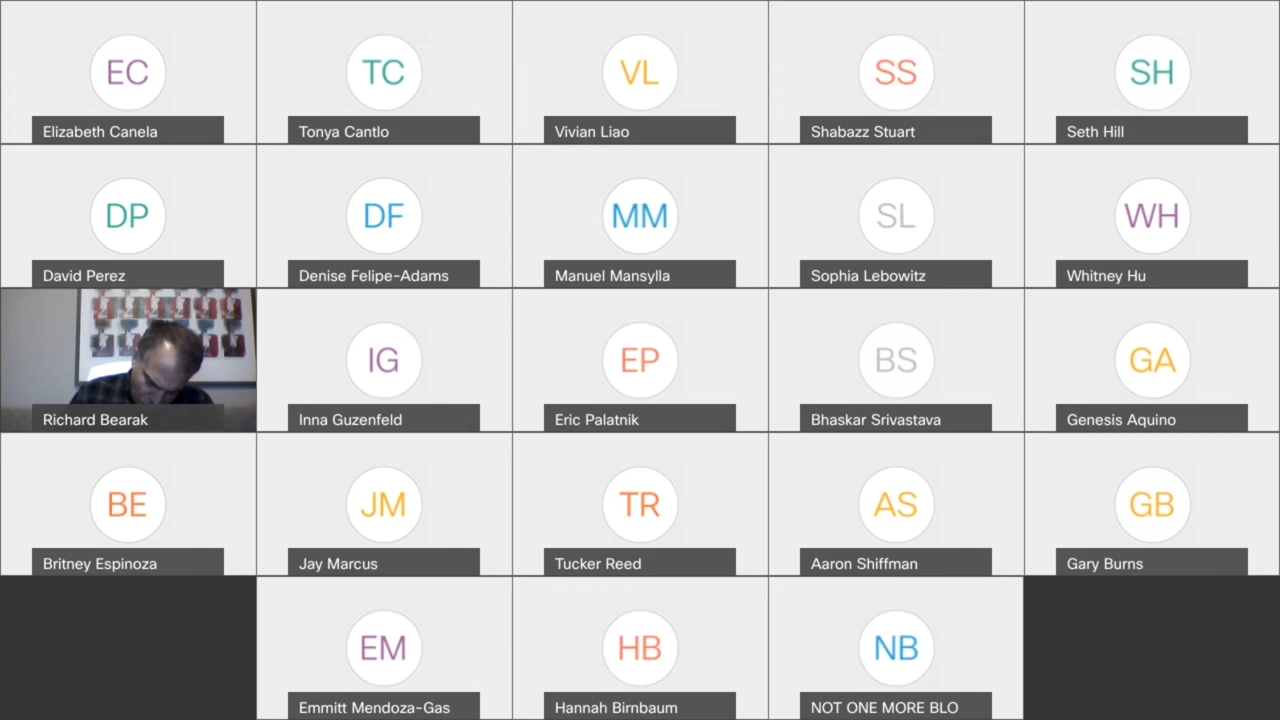 EC
TC
VL
SS
SH
Elizabeth Canela
Tonya Cantlo
Vivian Liao
Shabazz Stuart
Seth Hill
DP
DF
MM
SL
WH
David Perez
Denise Felipe-Adams
Manuel Mansylla
Sophia Lebowitz
Whitney Hu
IG
EP
BS
GA
Richard Bearak
Inna Guzenfeld
Eric Palatnik
Bhaskar Srivastava
Genesis Aquino
BE
JM
TR
AS
GB
Britney Espinoza
Jay Marcus
Tucker Reed
Aaron Shiffman
Gary Burns
EM
HB
NB
Emmitt Mendoza-Gas
Hannah Birnbaum
NOT ONE MORE BLO